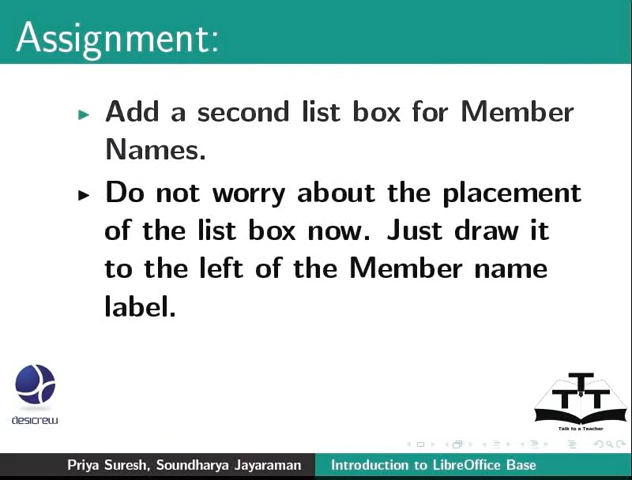 Assignment:
Add a second list box for Member
Names.
Do not worry about the placement
of the list box now. Just draw it
to the left of the Member name
label.
desicrew
T T T
Talk to a Teacher
Priya Suresh, Soundharya Jayaraman Introduction to LibreOffice Base